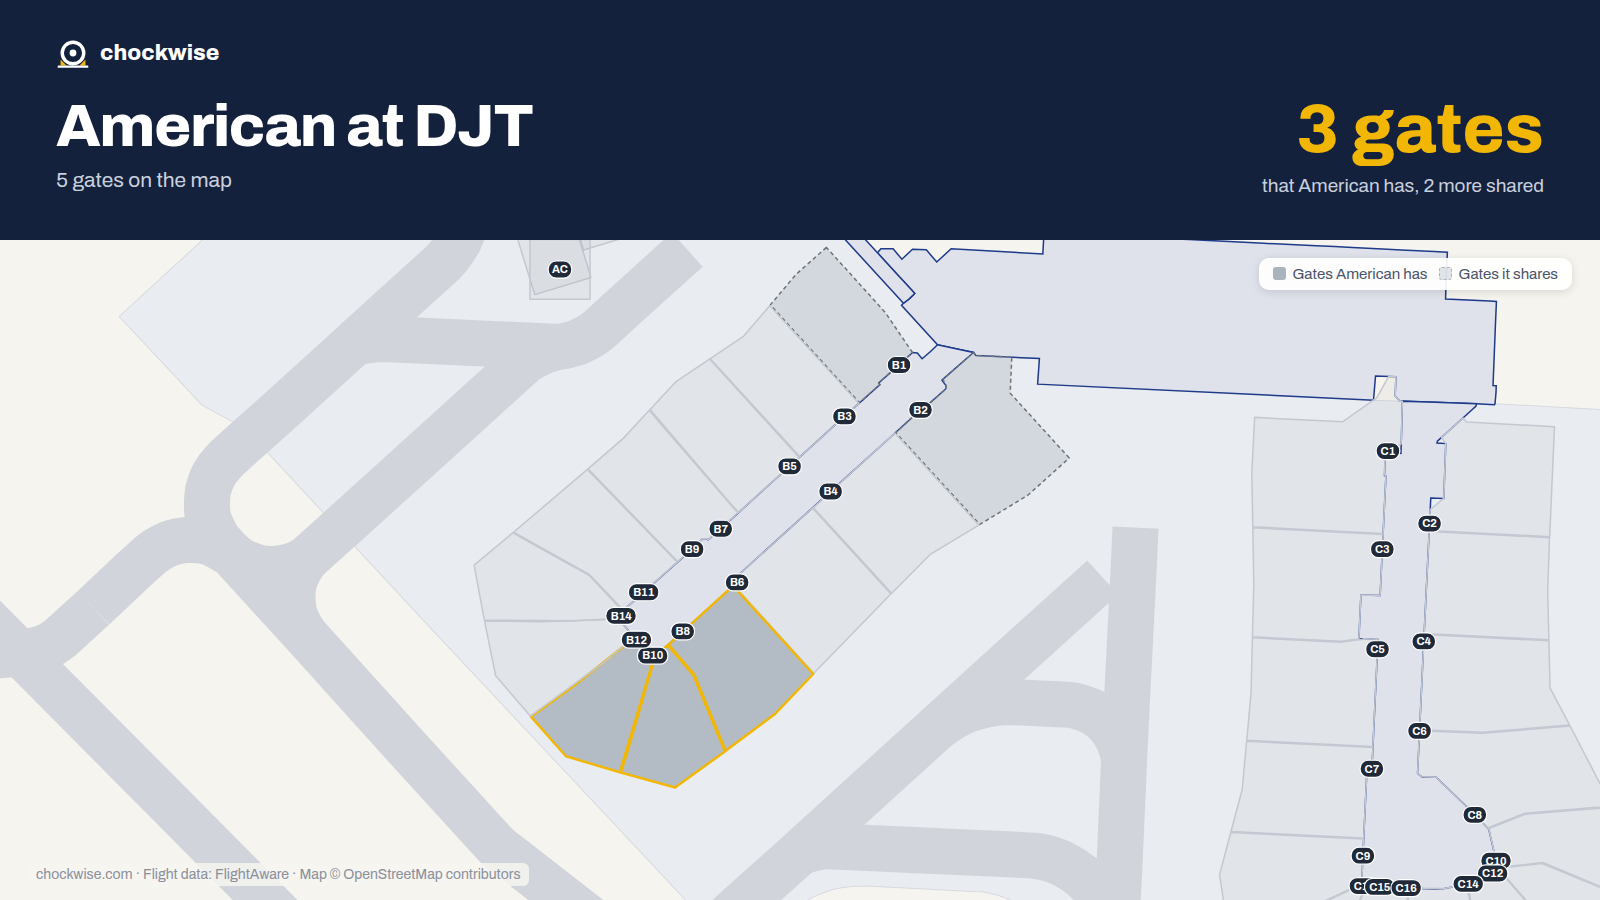 chockwise
American at DJT
5 gates on the map
3 gates
that American has, 2 more shared
Gates American has
Gates it shares
AC
B1
B2
B3
B5
B4
B7
B9
B6
B11
B14
B8
B12
B10
C1
C2
C3
C4
C5
C6
C7
C8
C9
C10
C12
C14
C15
C16
chockwise.com · Flight data: FlightAware · Map © OpenStreetMap contributors